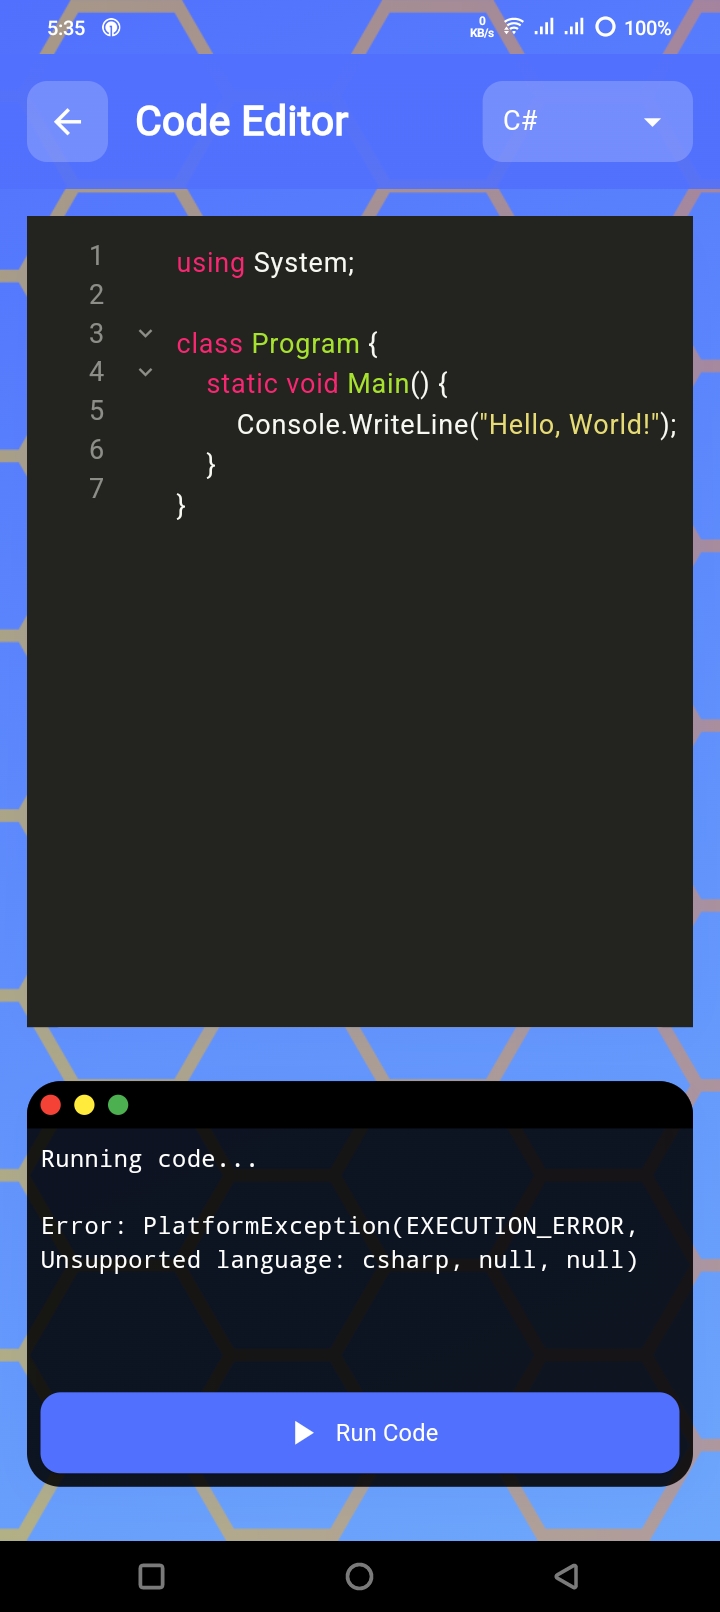 5:35
0
KB/s
100%
Code Editor
C#
1 using System;
2
3 class Program {
4 static void Main() {
5 Console.WriteLine("Hello, World!");
6 }
7 }
Running code...
Error: PlatformException(EXECUTION_ERROR,
Unsupported language: csharp, null, null)
Run Code